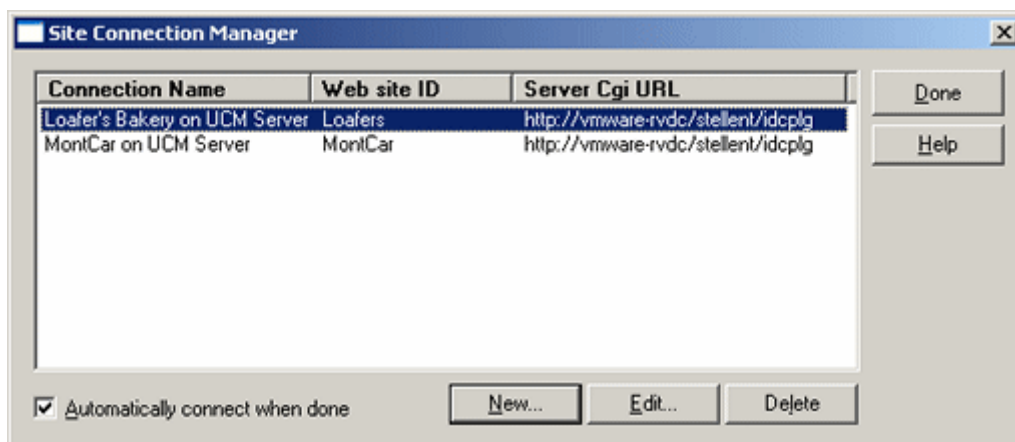 Site Connection Manager
Connection Name Web site ID Server Cgi URL
Loafer's Bakery on UCM Server Loafers http://vmware-rvdc/stellent/idcplg
MontCar on UCM Server MontCar http://vmware-rvdc/stellent/idcplg
Done
Help
Automatically connect when done
New... Edit... Delete